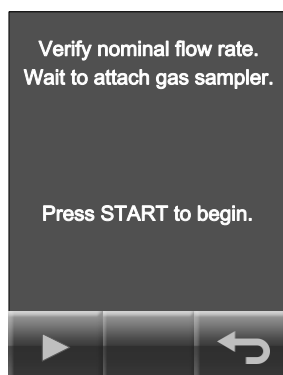 Verify nominal flow rate.
Wait to attach gas sampler.
Press START to begin.